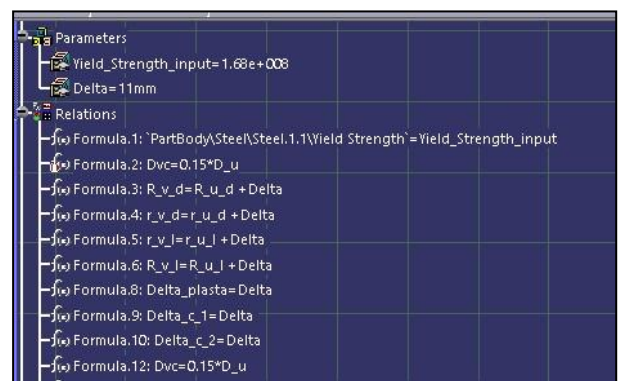 Parameters
Yield_Strength_input=1.68e+008
Delta=11mm
Relations
Formula.1: `PartBody\Steel\Steel.1.1\Yield Strength`=Yield_Strength_input
Formula.2: Dvc=0.15*D_u
Formula.3: R_v_d=R_u_d +Delta
Formula.4: r_v_d=r_u_d +Delta
Formula.5: r_v_l=r_u_l +Delta
Formula.6: R_v_l=R_u_l +Delta
Formula.8: Delta_plasta=Delta
Formula.9: Delta_c_1=Delta
Formula.10: Delta_c_2=Delta
Formula.12: Dvc=0.15*D_u